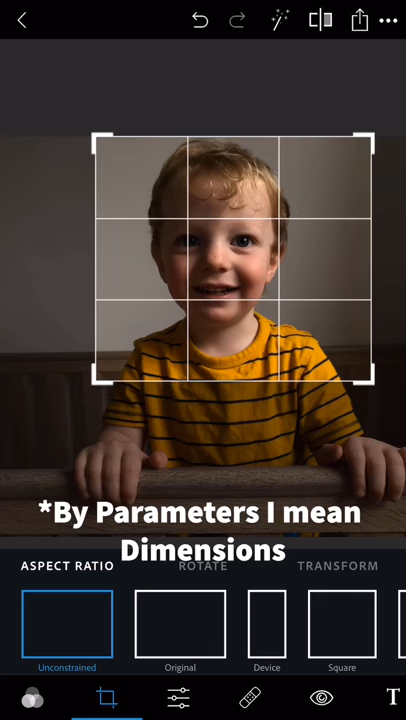 *By Parameters I mean
Dimensions
ASPECT RATIO
ROTATE
TRANSFORM
Unconstrained
Original
Device
Square
T